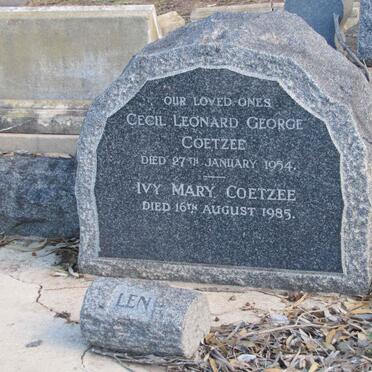 OUR LOVED ONES
CECIL LEONARD GEORGE
COETZEE
DIED 27TH JANUARY 1954.
IVY MARY COETZEE
DIED 16TH AUGUST 1985.
LEN